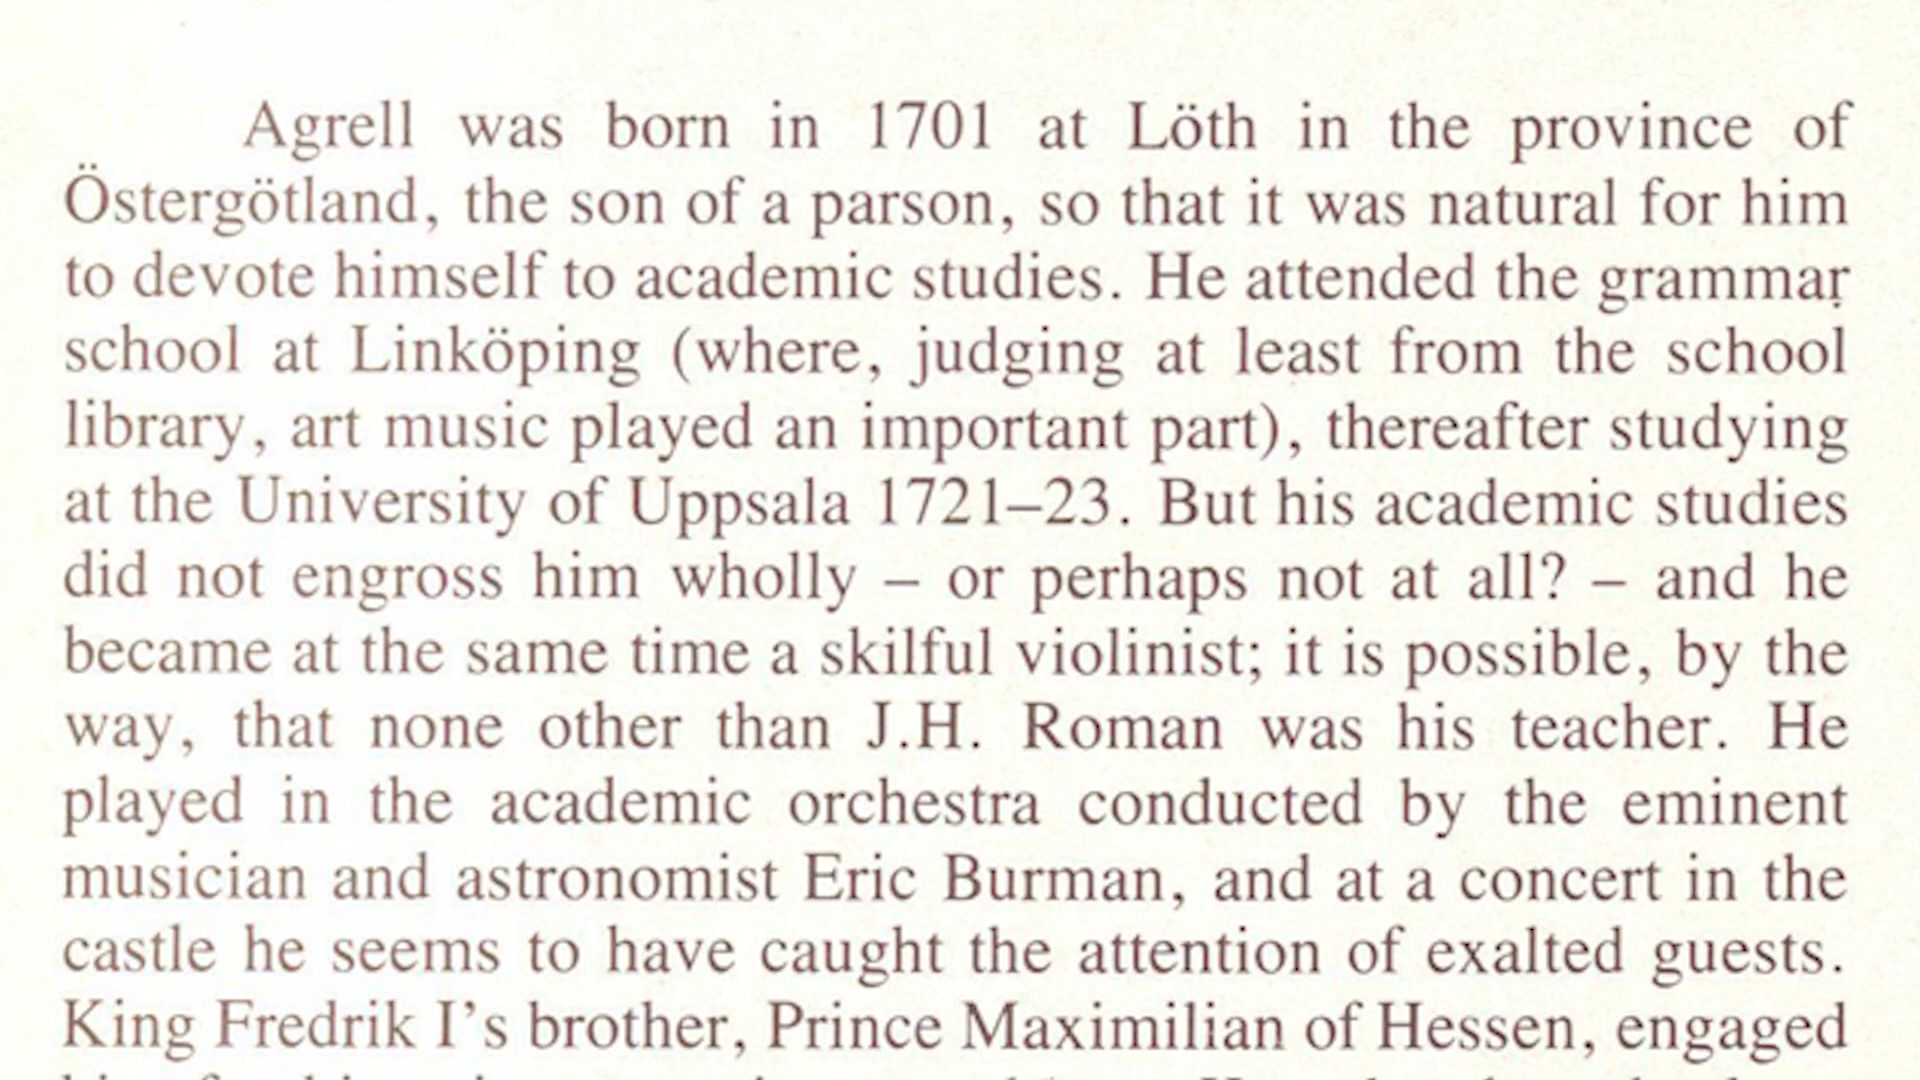 Agrell was born in 1701 at Löth in the province of
Östergötland, the son of a parson, so that it was natural for him
to devote himself to academic studies. He attended the grammar
school at Linköping (where, judging at least from the school
library, art music played an important part), thereafter studying
at the University of Uppsala 1721–23. But his academic studies
did not engross him wholly – or perhaps not at all? – and he
became at the same time a skilful violinist; it is possible, by the
way, that none other than J.H. Roman was his teacher. He
played in the academic orchestra conducted by the eminent
musician and astronomist Eric Burman, and at a concert in the
castle he seems to have caught the attention of exalted guests.
King Fredrik I’s brother, Prince Maximilian of Hessen, engaged